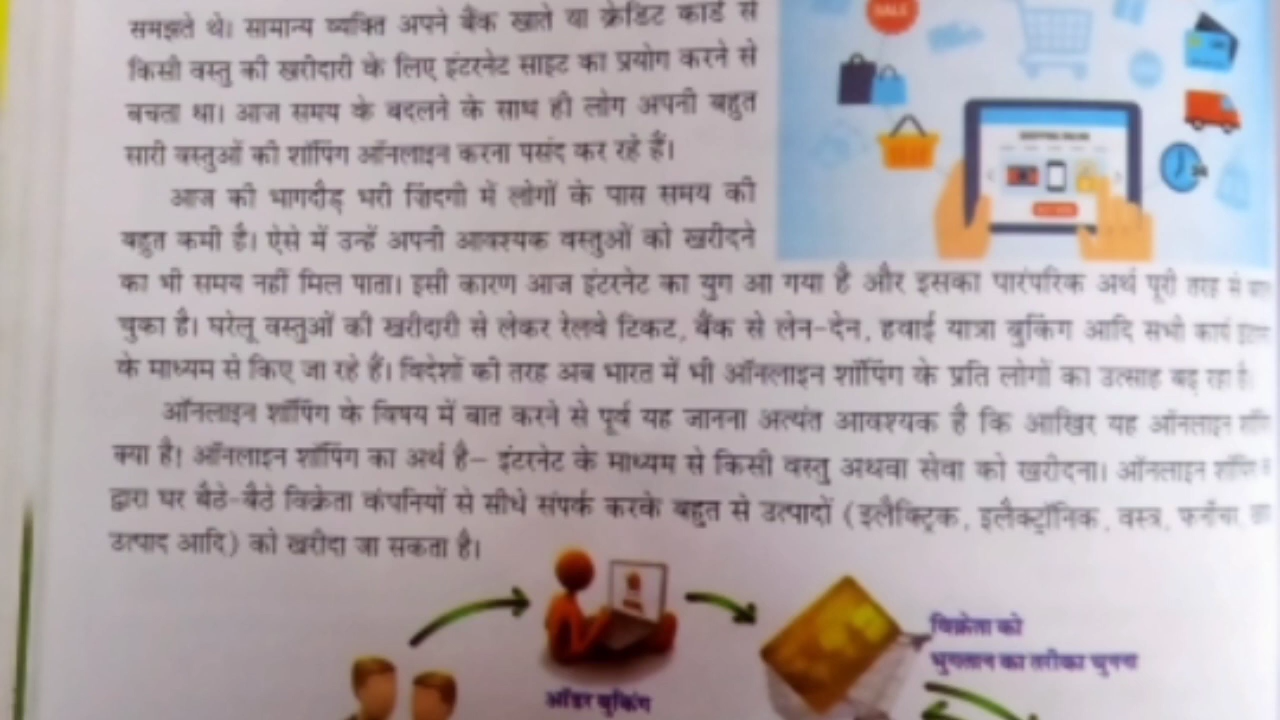 समझते थे। सामान्य व्यक्ति अपने बैंक खाते या क्रेडिट कार्ड से
किसी वस्तु की खरीदारी के लिए इंटरनेट साइट का प्रयोग करने से
बचता था। आज समय के बदलने के साथ ही लोग अपनी बहुत
सारी वस्तुओं की शॉपिंग ऑनलाइन करना पसंद कर रहे हैं।
आज की भागदौड़ भरी ज़िंदगी में लोगों के पास समय की
बहुत कमी है। ऐसे में उन्हें अपनी आवश्यक वस्तुओं को खरीदने
का भी समय नहीं मिल पाता। इसी कारण आज इंटरनेट का युग आ गया है और इसका पारंपरिक अर्थ पूरी तरह से
चुका है। घरेलू वस्तुओं की खरीदारी से लेकर रेलवे टिकट, बैंक से लेन-देन, हवाई यात्रा बुकिंग आदि सभी कार्य
के माध्यम से किए जा रहे हैं। विदेशों की तरह अब भारत में भी ऑनलाइन शॉपिंग के प्रति लोगों का उत्साह बढ़ रहा है।
ऑनलाइन शॉपिंग के विषय में बात करने से पूर्व यह जानना अत्यंत आवश्यक है कि आखिर यह ऑनलाइन
क्या है! ऑनलाइन शॉपिंग का अर्थ है– इंटरनेट के माध्यम से किसी वस्तु अथवा सेवा को खरीदना। ऑनलाइन शॉपिंग
द्वारा घर बैठे-बैठे विक्रेता कंपनियों से सीधे संपर्क करके बहुत से उत्पादों (इलैक्ट्रिक, इलैक्ट्रॉनिक, वस्त्र,
उत्पाद आदि) को खरीदा जा सकता है।
SALE
ऑर्डर बुकिंग
विक्रेता को
भुगतान का तरीका चुनना